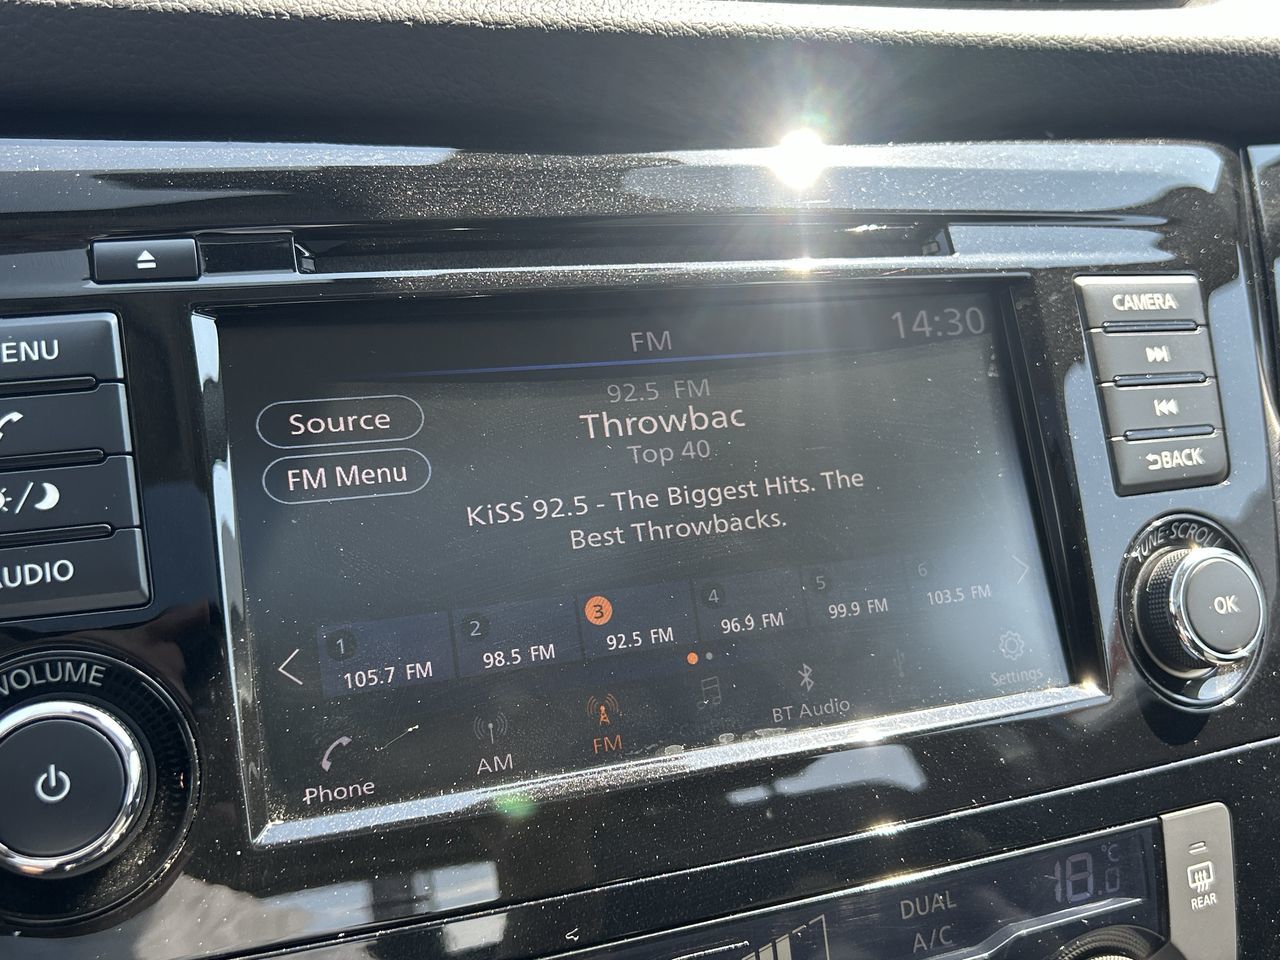 FM
14:30
92.5 FM
Source
Throwbac
Top 40
FM Menu
KiSS 92.5 - The Biggest Hits. The
Best Throwbacks.
1
105.7 FM
2
98.5 FM
3
92.5 FM
4
96.9 FM
5
99.9 FM
6
103.5 FM
Phone
AM
FM
BT Audio
Settings
ENU
AUDIO
VOLUME
CAMERA
BACK
TUNE·SCROLL
OK
DUAL
A/C
18.0
°C
REAR